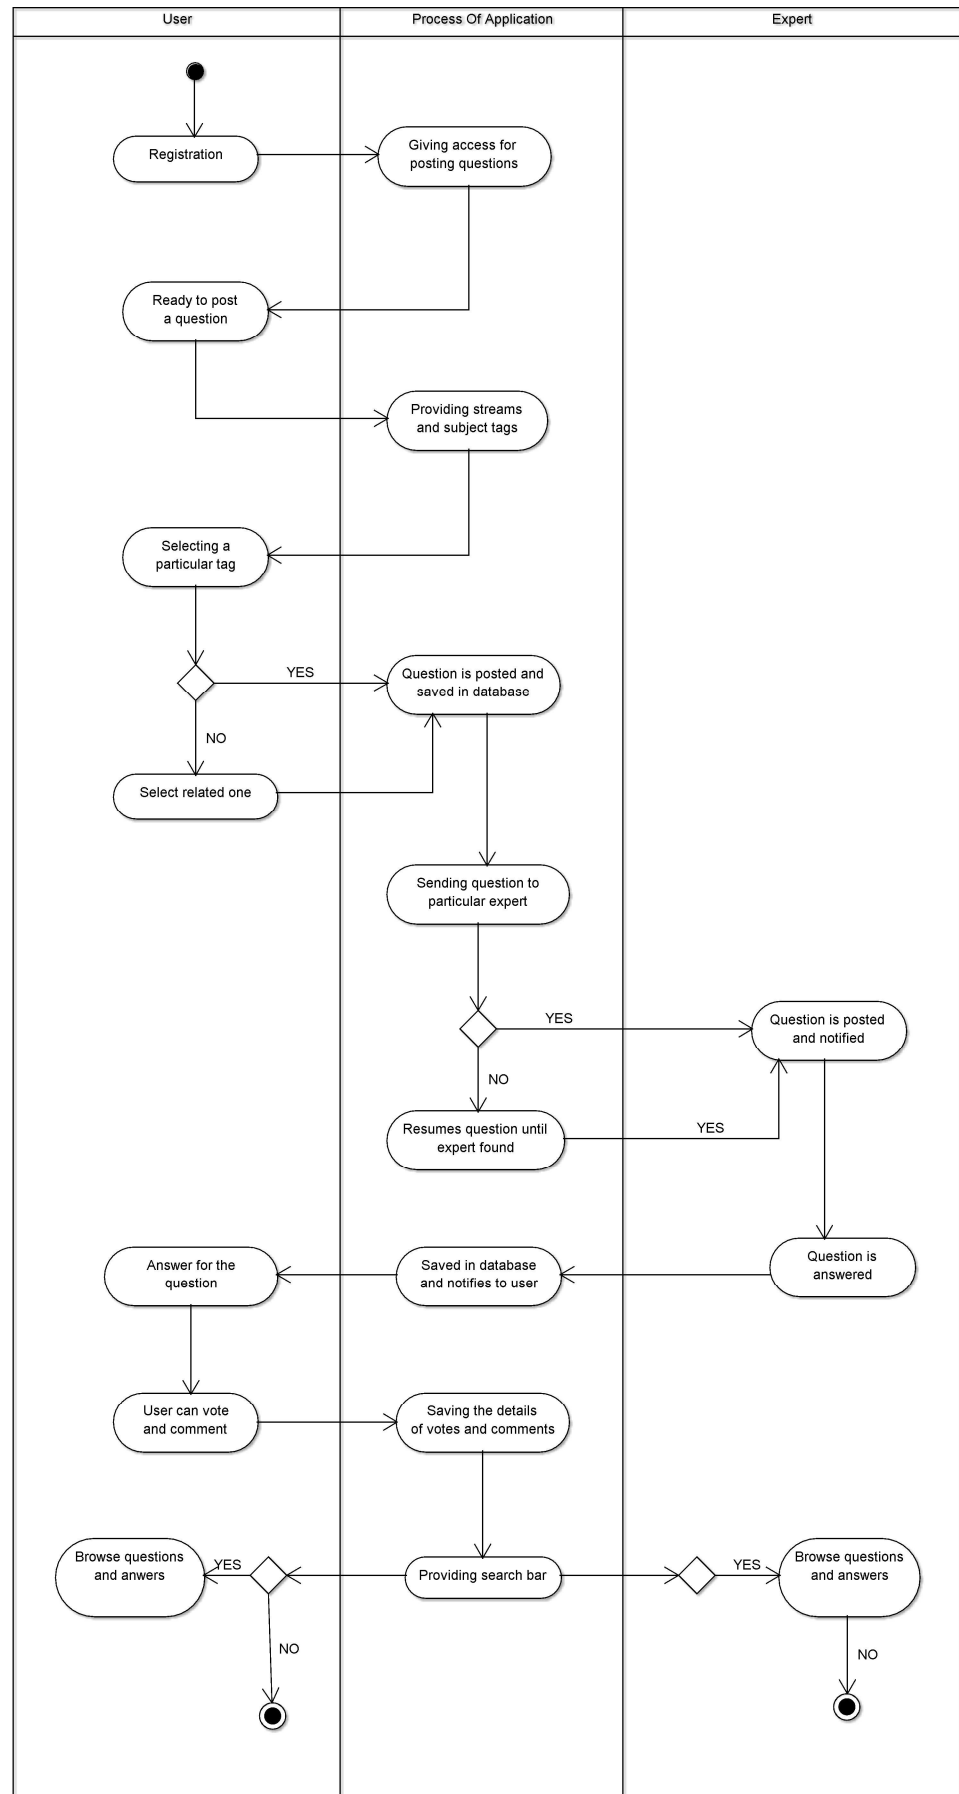 User
Process Of Application
Expert
Registration
Giving access for
posting questions
Ready to post
a question
Providing streams
and subject tags
Selecting a
particular tag
YES
Question is posted and
saved in database
NO
Select related one
Sending question to
particular expert
YES
Question is posted
and notified
NO
Resumes question until
expert found
YES
Answer for the
question
Saved in database
and notifies to user
Question is
answered
User can vote
and comment
Saving the details
of votes and comments
Browse questions
and anwers
YES
Providing search bar
YES
Browse questions
and answers
NO
NO